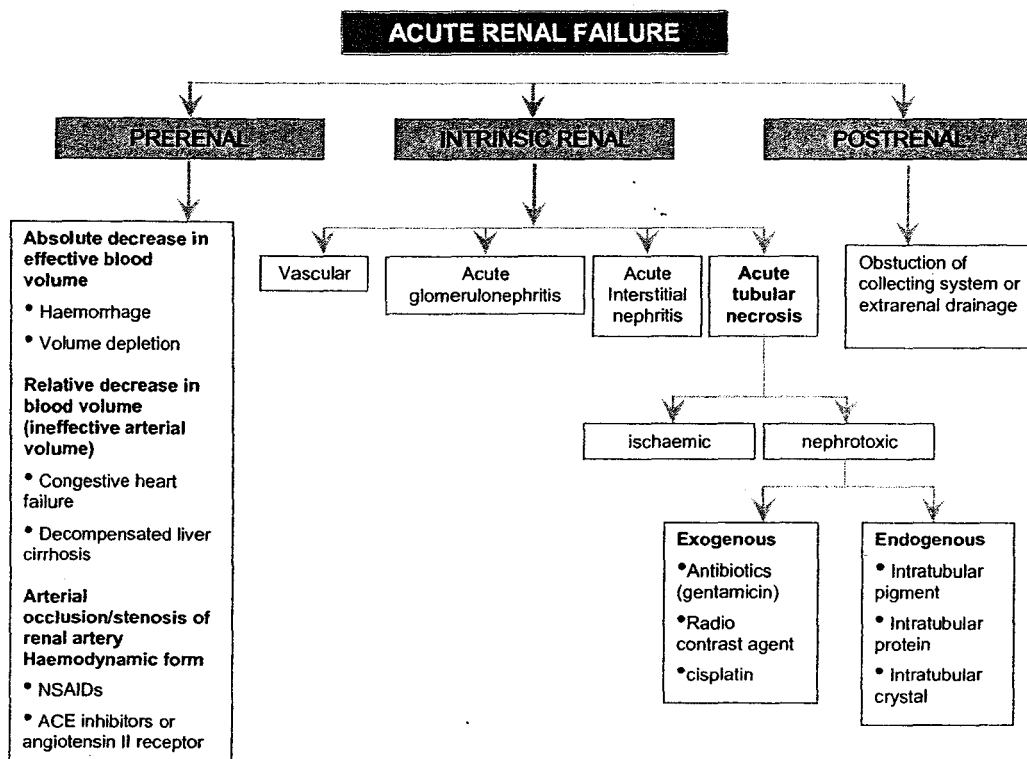 ACUTE RENAL FAILURE
PRERENAL
INTRINSIC RENAL
POSTRENAL
Absolute decrease in
effective blood
volume
• Haemorrhage
• Volume depletion
Relative decrease in
blood volume
(ineffective arterial
volume)
• Congestive heart
failure
• Decompensated liver
cirrhosis
Arterial
occlusion/stenosis of
renal artery
Haemodynamic form
• NSAIDs
• ACE inhibitors or
angiotensin II receptor
Vascular
Acute
glomerulonephritis
Acute
Interstitial
nephritis
Acute
tubular
necrosis
Obstuction of
collecting system or
extrarenal drainage
ischaemic
nephrotoxic
Exogenous
•Antibiotics
(gentamicin)
•Radio
contrast agent
•cisplatin
Endogenous
• Intratubular
pigment
• Intratubular
protein
• Intratubular
crystal